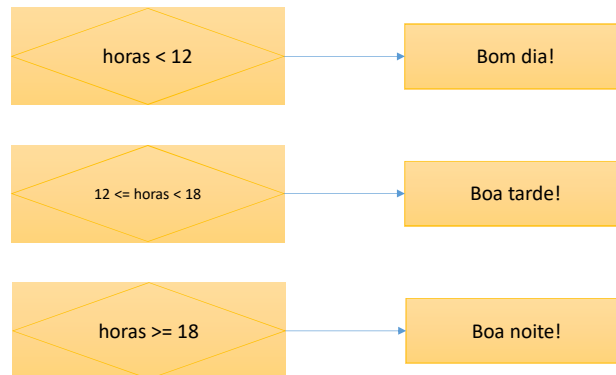 horas < 12
Bom dia!
12 <= horas < 18
Boa tarde!
horas >= 18
Boa noite!